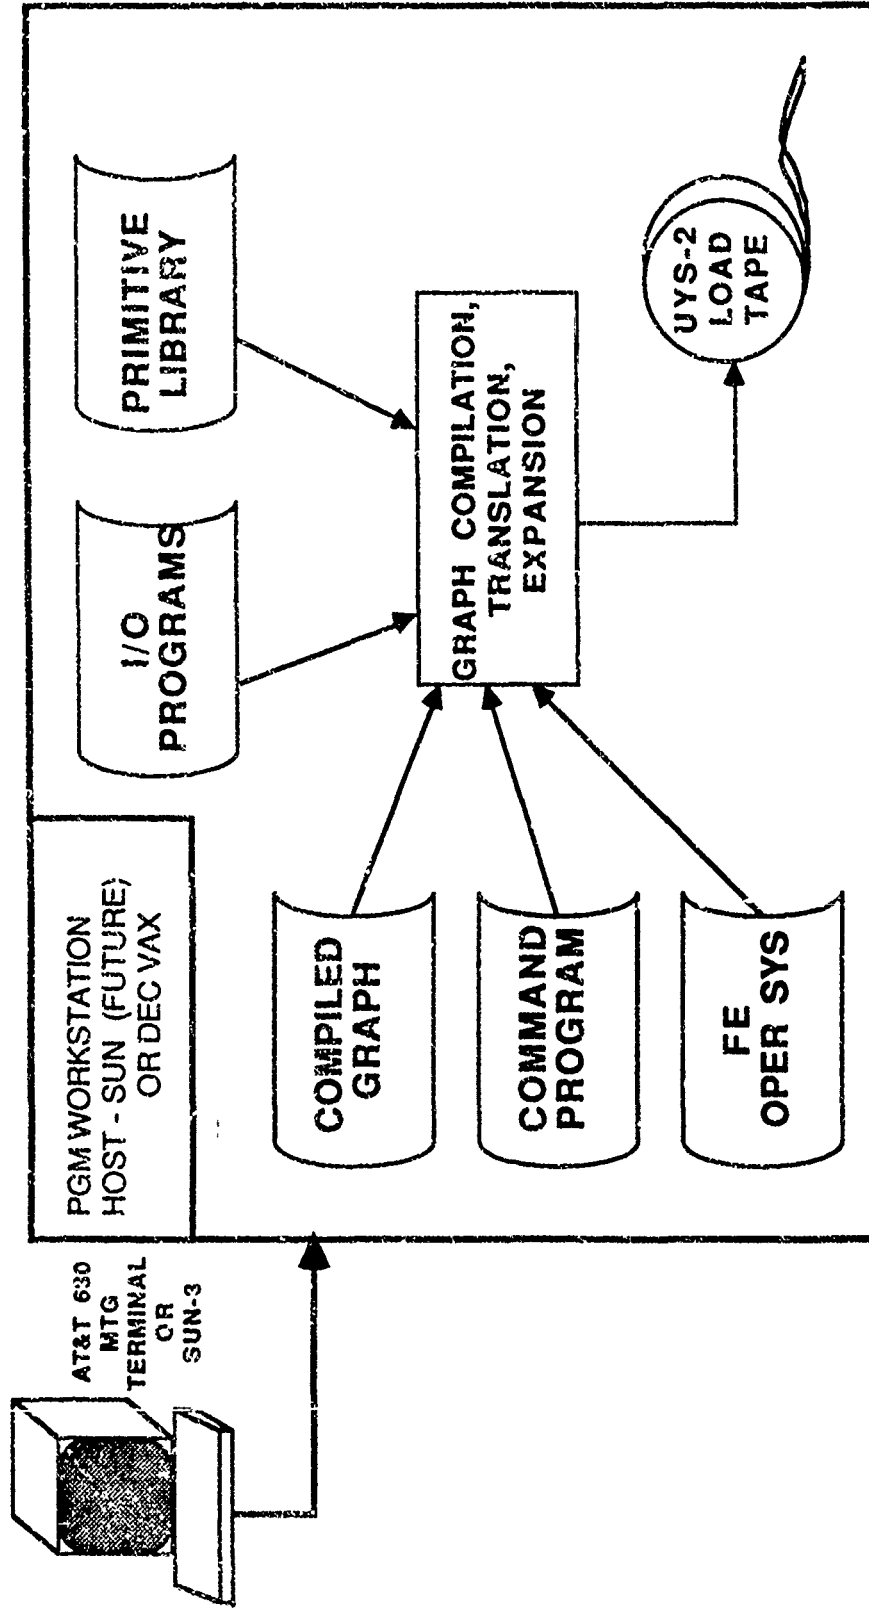 AT&T 630
MTG
TERMINAL
OR
SUN-3
PGM WORKSTATION
HOST - SUN (FUTURE)
OR DEC VAX
I/O
PROGRAMS
PRIMITIVE
LIBRARY
COMPILED
GRAPH
COMMAND
PROGRAM
FE
OPER SYS
GRAPH COMPILATION,
TRANSLATION,
EXPANSION
UYS-2
LOAD
TAPE